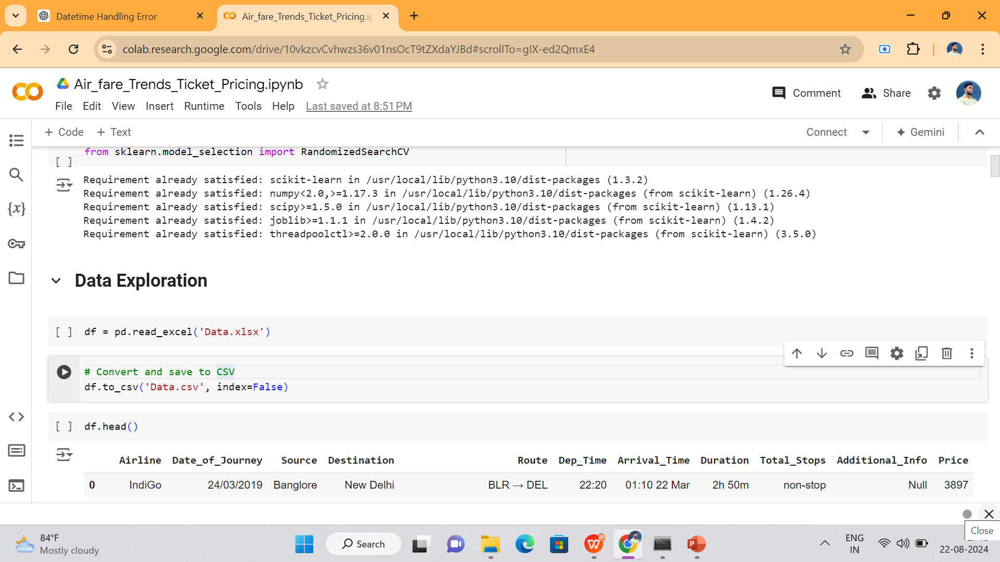 Datetime Handling Error
Air_fare_Trends_Ticket_Pricing.ip
colab.research.google.com/drive/10vkzcvCvhwzs36v01nsOcT9tZXdaYJBd#scrollTo=gIX-ed2QmxE4
CO
Air_fare_Trends_Ticket_Pricing.ipynb
Comment
Share
File Edit View Insert Runtime Tools Help Last saved at 8:51 PM
+ Code + Text
Connect
Gemini
from sklearn.model_selection import RandomizedSearchCV
[ ]
Requirement already satisfied: scikit-learn in /usr/local/lib/python3.10/dist-packages (1.3.2)
Requirement already satisfied: numpy<2.0,>=1.17.3 in /usr/local/lib/python3.10/dist-packages (from scikit-learn) (1.26.4)
Requirement already satisfied: scipy>=1.5.0 in /usr/local/lib/python3.10/dist-packages (from scikit-learn) (1.13.1)
Requirement already satisfied: joblib>=1.1.1 in /usr/local/lib/python3.10/dist-packages (from scikit-learn) (1.4.2)
Requirement already satisfied: threadpoolctl>=2.0.0 in /usr/local/lib/python3.10/dist-packages (from scikit-learn) (3.5.0)
{x}
Data Exploration
[ ] df = pd.read_excel('Data.xlsx')
# Convert and save to CSV
df.to_csv('Data.csv', index=False)
[ ] df.head()
Airline Date_of_Journey Source Destination Route Dep_Time Arrival_Time Duration Total_Stops Additional_Info Price
0 IndiGo 24/03/2019 Banglore New Delhi BLR → DEL 22:20 01:10 22 Mar 2h 50m non-stop Null 3897
Close
84°F
Mostly cloudy
Search
ENG
IN
22-08-2024